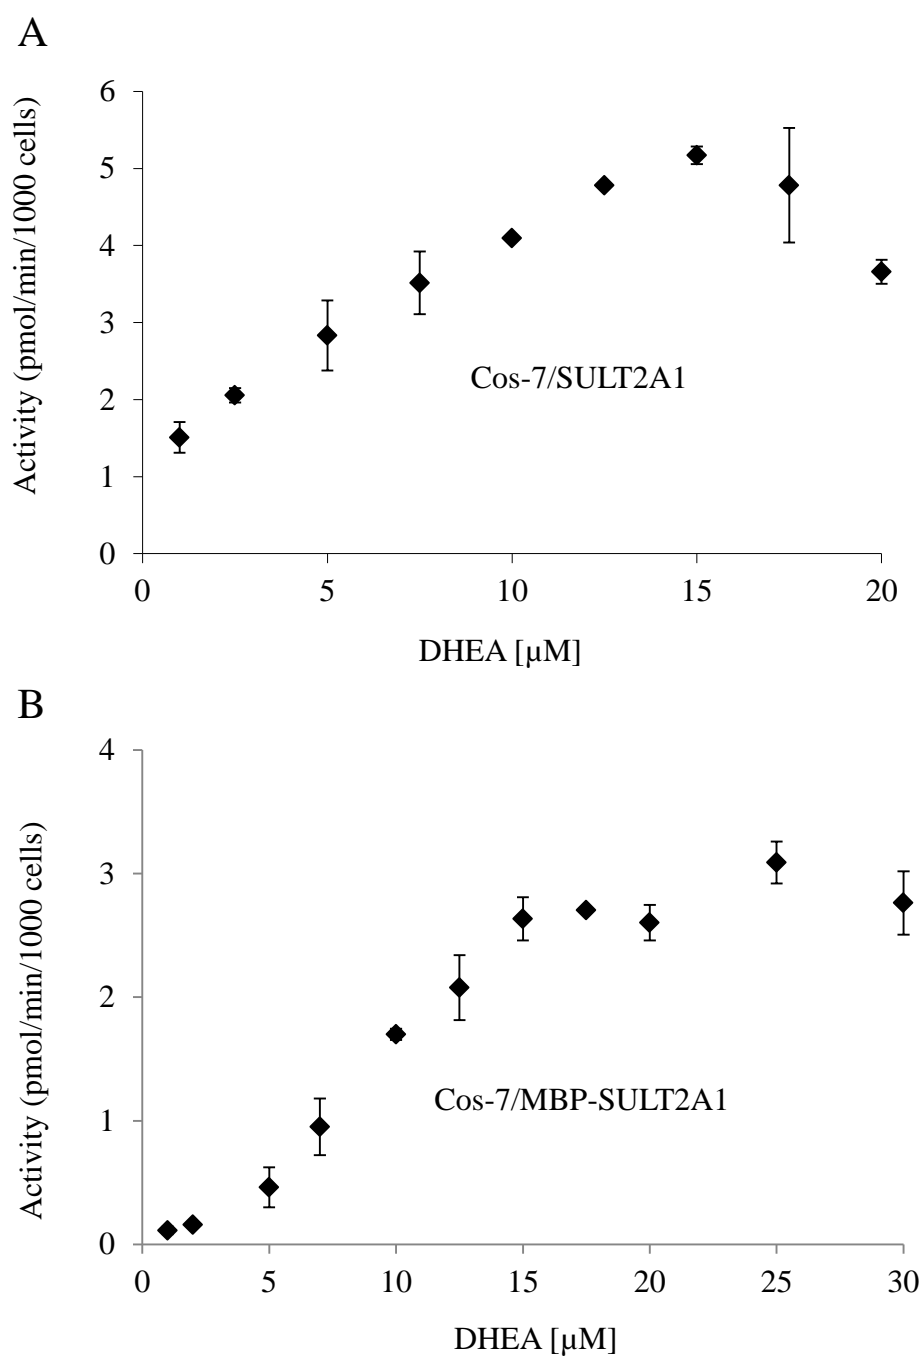 A
Activity (pmol/min/1000 cells)
6
5
4
3
2
1
0
Cos-7/SULT2A1
0 5 10 15 20
DHEA [µM]
B
Activity (pmol/min/1000 cells)
4
3
2
1
0
Cos-7/MBP-SULT2A1
0 5 10 15 20 25 30
DHEA [µM]